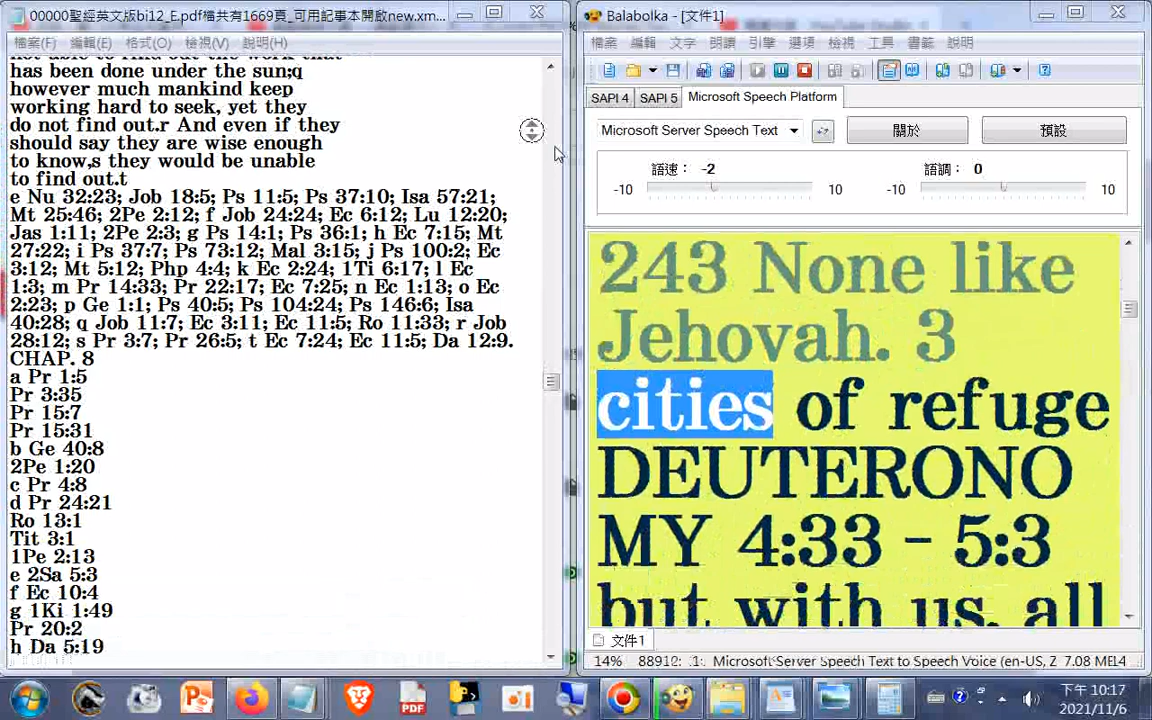 00000聖經英文版bi12_E.pdf檔共有1669頁_可用記事本開啟new.xm...
檔案(F) 編輯(E) 格式(O) 檢視(V) 說明(H)
not able to find out the work that
has been done under the sun;q
however much mankind keep
working hard to seek, yet they
do not find out.r And even if they
should say they are wise enough
to know,s they would be unable
to find out.t
e Nu 32:23; Job 18:5; Ps 11:5; Ps 37:10; Isa 57:21;
Mt 25:46; 2Pe 2:12; f Job 24:24; Ec 6:12; Lu 12:20;
Jas 1:11; 2Pe 2:3; g Ps 14:1; Ps 36:1; h Ec 7:15; Mt
27:22; i Ps 37:7; Ps 73:12; Mal 3:15; j Ps 100:2; Ec
3:12; Mt 5:12; Php 4:4; k Ec 2:24; 1Ti 6:17; l Ec
1:3; m Pr 14:33; Pr 22:17; Ec 7:25; n Ec 1:13; o Ec
2:23; p Ge 1:1; Ps 40:5; Ps 104:24; Ps 146:6; Isa
40:28; q Job 11:7; Ec 3:11; Ec 11:5; Ro 11:33; r Job
28:12; s Pr 3:7; Pr 26:5; t Ec 7:24; Ec 11:5; Da 12:9.
CHAP. 8
a Pr 1:5
Pr 3:35
Pr 15:7
Pr 15:31
b Ge 40:8
2Pe 1:20
c Pr 4:8
d Pr 24:21
Ro 13:1
Tit 3:1
1Pe 2:13
e 2Sa 5:3
f Ec 10:4
g 1Ki 1:49
Pr 20:2
h Da 5:19
Balabolka - [文件1]
檔案 編輯 文字 朗讀 引擎 選項 檢視 工具 書籤 說明
SAPI 4 SAPI 5 Microsoft Speech Platform
Microsoft Server Speech Text 關於 預設
語速： -2 語調： 0
-10 10 -10 10
243 None like
Jehovah. 3
cities of refuge
DEUTERONO
MY 4:33 – 5:3
but with us, all
文件1
14% 88912: Microsoft Server Speech Text to Speech Voice (en-US, Z 7.08 ME
PDF
下午 10:17
2021/11/6